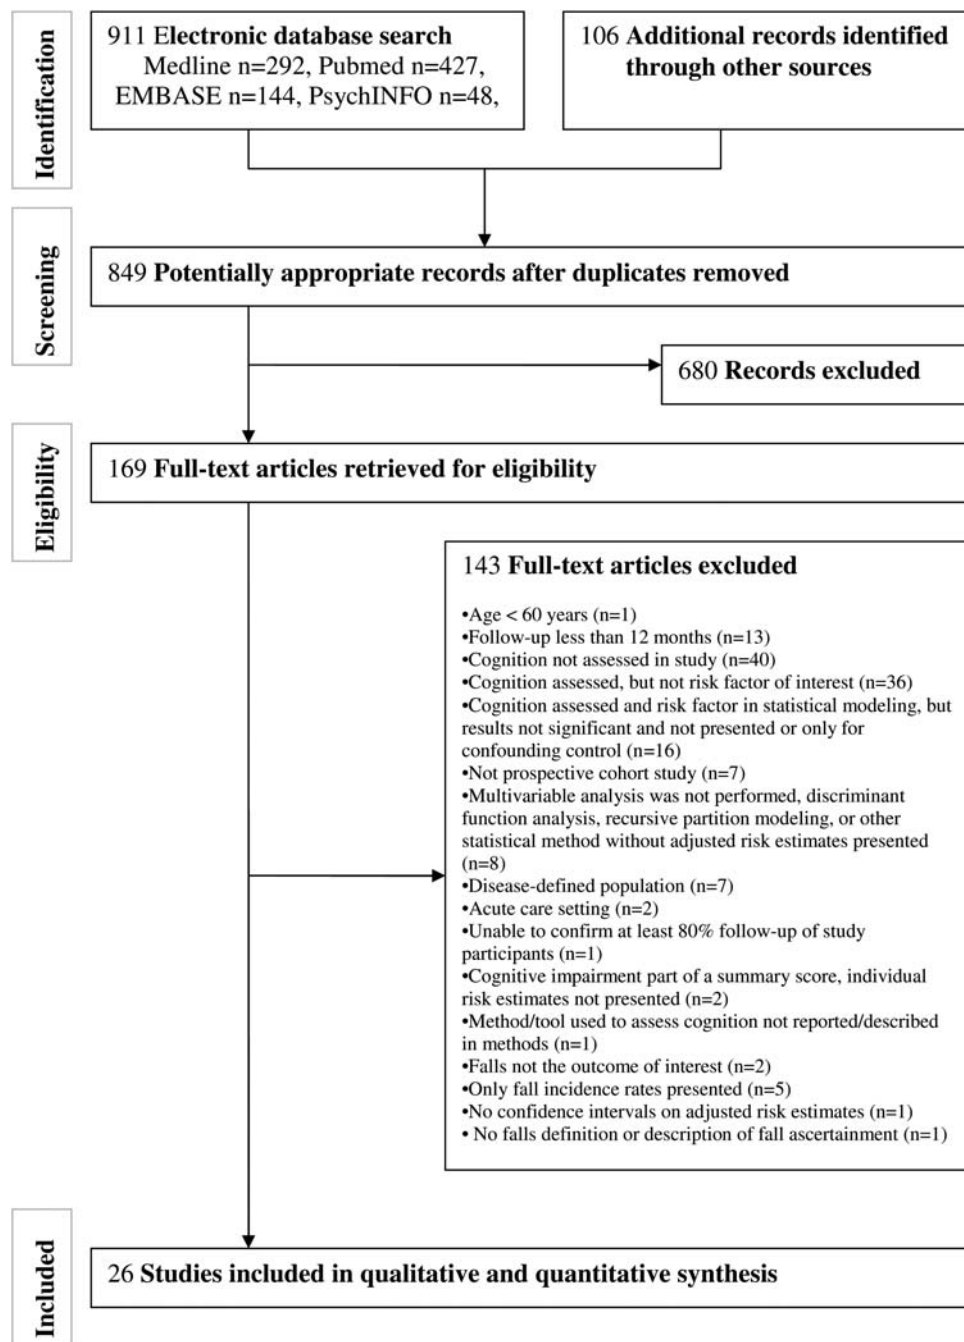 Identification
911 Electronic database search
Medline n=292, Pubmed n=427,
EMBASE n=144, PsychINFO n=48,
106 Additional records identified
through other sources
Screening
849 Potentially appropriate records after duplicates removed
680 Records excluded
Eligibility
169 Full-text articles retrieved for eligibility
143 Full-text articles excluded
•Age < 60 years (n=1)
•Follow-up less than 12 months (n=13)
•Cognition not assessed in study (n=40)
•Cognition assessed, but not risk factor of interest (n=36)
•Cognition assessed and risk factor in statistical modeling, but
results not significant and not presented or only for
confounding control (n=16)
•Not prospective cohort study (n=7)
•Multivariable analysis was not performed, discriminant
function analysis, recursive partition modeling, or other
statistical method without adjusted risk estimates presented
(n=8)
•Disease-defined population (n=7)
•Acute care setting (n=2)
•Unable to confirm at least 80% follow-up of study
participants (n=1)
•Cognitive impairment part of a summary score, individual
risk estimates not presented (n=2)
•Method/tool used to assess cognition not reported/described
in methods (n=1)
•Falls not the outcome of interest (n=2)
•Only fall incidence rates presented (n=5)
•No confidence intervals on adjusted risk estimates (n=1)
• No falls definition or description of fall ascertainment (n=1)
Included
26 Studies included in qualitative and quantitative synthesis